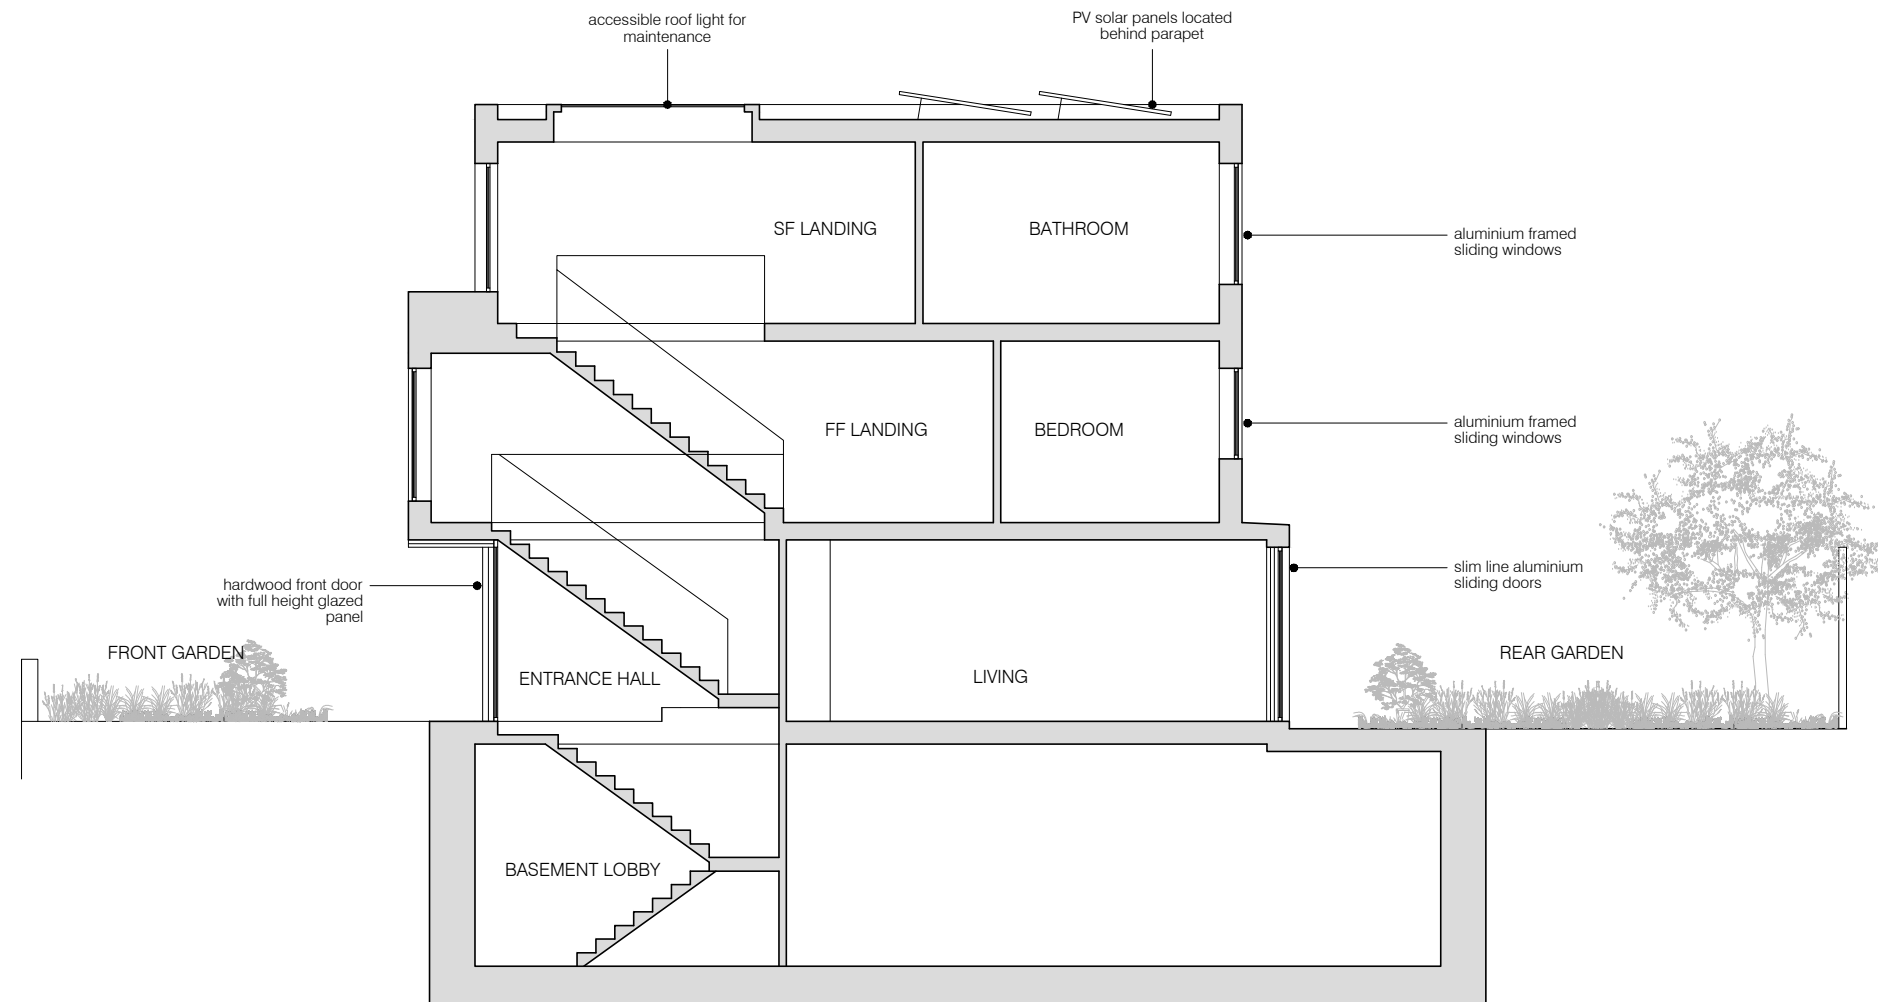 accessible roof light for
maintenance
PV solar panels located
behind parapet
SF LANDING
BATHROOM
aluminium framed
sliding windows
FF LANDING
BEDROOM
aluminium framed
sliding windows
hardwood front door
with full height glazed
panel
slim line aluminium
sliding doors
FRONT GARDEN
ENTRANCE HALL
LIVING
REAR GARDEN
BASEMENT LOBBY